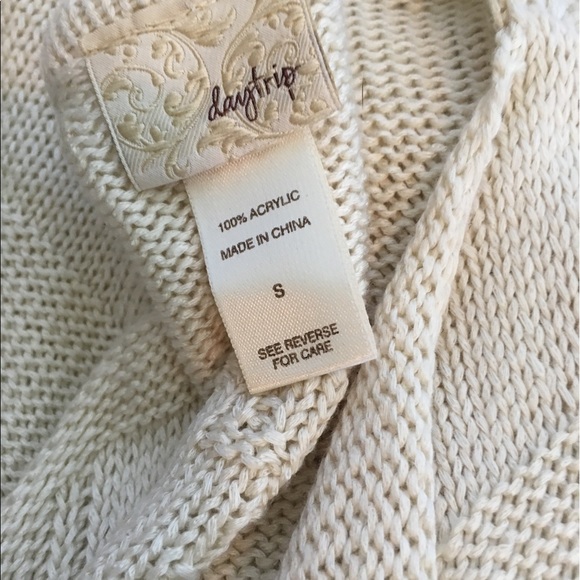 daytrip
100% ACRYLIC
MADE IN CHINA
S
SEE REVERSE
FOR CARE